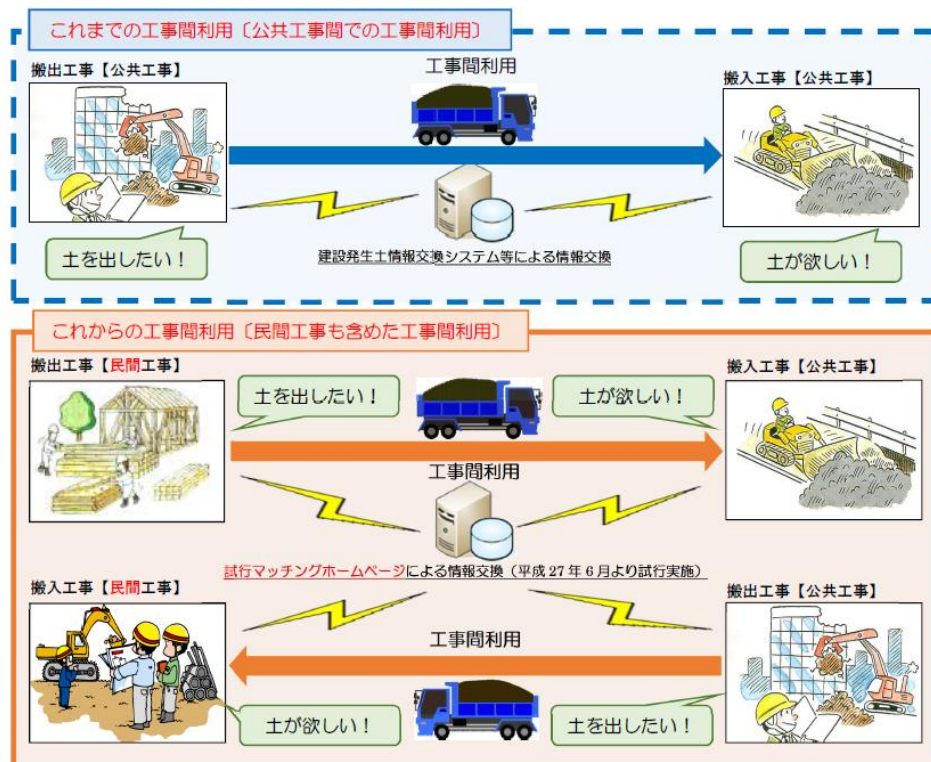 これまでの工事間利用〔公共工事間での工事間利用〕
搬出工事【公共工事】
工事間利用
搬入工事【公共工事】
土を出したい！
建設発生土情報交換システム等による情報交換
土が欲しい！
これからの工事間利用〔民間工事も含めた工事間利用〕
搬出工事【民間工事】
土を出したい！
土が欲しい！
搬入工事【公共工事】
工事間利用
試行マッチングホームページによる情報交換（平成27年6月より試行実施）
搬入工事【民間工事】
搬出工事【公共工事】
工事間利用
土が欲しい！
土を出したい！